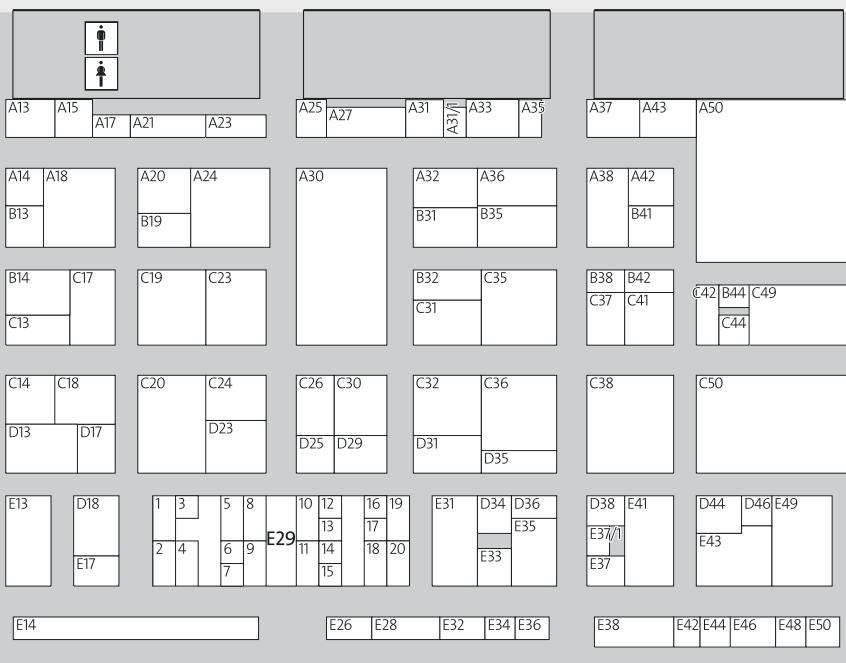 A13 A15 A17 A21 A23 A25 A27 A31 A31/1 A33 A35 A37 A43 A50
A14 A18 A20 A24 A30 A32 A36 A38 A42
B13 B19 B31 B35 B41
B14 C17 C19 C23 B32 C35 B38 B42 C42 B44 C49
C13 C31 C37 C41 C44
C14 C18 C20 C24 C26 C30 C32 C36 C38 C50
D13 D17 D23 D25 D29 D31 D35
E13 D18 1 3 5 8 10 12 16 19 E31 D34 D36 D38 E41 D44 D46 E49
13 17 E35 E37/1
E29 E43
2 4 6 9 11 14 18 20 E33
E17 7 15 E37
E14 E26 E28 E32 E34 E36 E38 E42 E44 E46 E48 E50